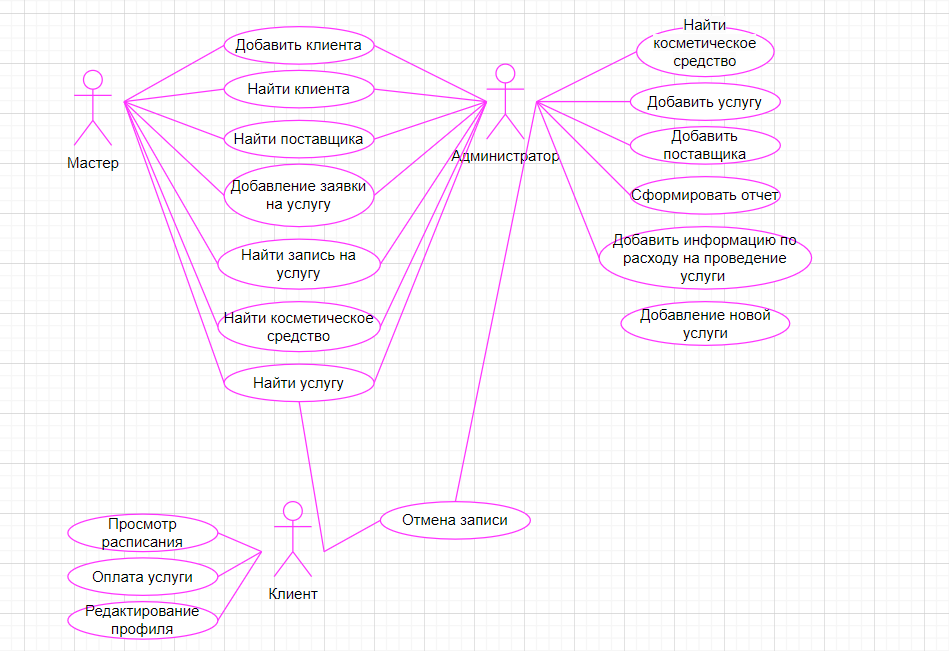 Добавить клиента
Найти клиента
Найти поставщика
Добавление заявки
на услугу
Найти запись на
услугу
Найти косметическое
средство
Найти услугу
Мастер
Администратор
Найти
косметическое
средство
Добавить услугу
Добавить
поставщика
Сформировать отчет
Добавить информацию по
расходу на проведение
услуги
Добавление новой
услуги
Отмена записи
Просмотр
расписания
Оплата услуги
Редактирование
профиля
Клиент